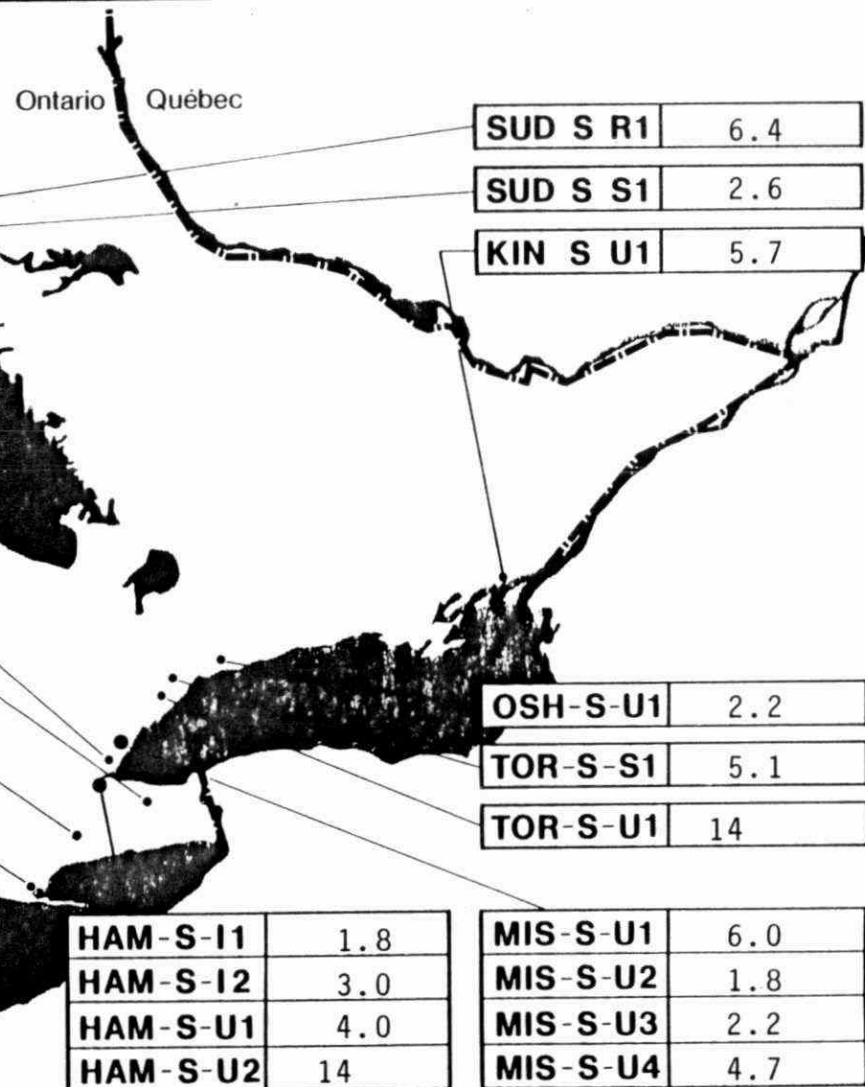 Ontario Québec
SUD S R1 6.4
SUD S S1 2.6
KIN S U1 5.7
OSH-S-U1 2.2
TOR-S-S1 5.1
TOR-S-U1 14
HAM-S-I1 1.8
HAM-S-I2 3.0
HAM-S-U1 4.0
HAM-S-U2 14
MIS-S-U1 6.0
MIS-S-U2 1.8
MIS-S-U3 2.2
MIS-S-U4 4.7